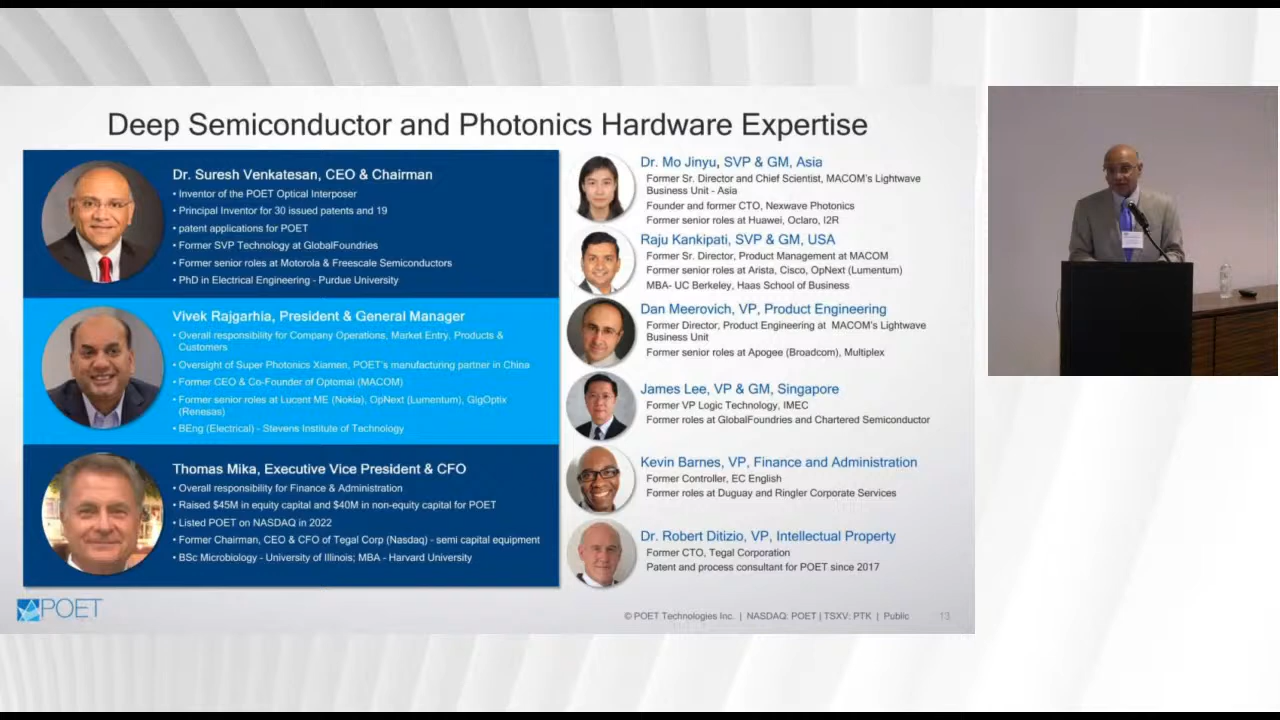 Deep Semiconductor and Photonics Hardware Expertise
Dr. Suresh Venkatesan, CEO & Chairman
• Inventor of the POET Optical Interposer
• Principal Inventor for 30 issued patents and 19
• patent applications for POET
• Former SVP Technology at GlobalFoundries
• Former senior roles at Motorola & Freescale Semiconductors
• PhD in Electrical Engineering - Purdue University
Vivek Rajgarhia, President & General Manager
• Overall responsibility for Company Operations, Market Entry, Products &
Customers
• Oversight of Super Photonics Xiamen, POET's manufacturing partner in China
• Former CEO & Co-Founder of Optomai (MACOM)
• Former senior roles at Lucent ME (Nokia), OpNext (Lumentum), GigOptix
(Renesas)
• BEng (Electrical) - Stevens Institute of Technology
Thomas Mika, Executive Vice President & CFO
• Overall responsibility for Finance & Administration
• Raised $45M in equity capital and $40M in non-equity capital for POET
• Listed POET on NASDAQ in 2022
• Former Chairman, CEO & CFO of Tegal Corp (Nasdaq) - semi capital equipment
• BSc Microbiology - University of Illinois; MBA - Harvard University
Dr. Mo Jinyu, SVP & GM, Asia
Former Sr. Director and Chief Scientist, MACOM's Lightwave
Business Unit - Asia
Founder and former CTO, Nexwave Photonics
Former senior roles at Huawei, Oclaro, I2R
Raju Kankipati, SVP & GM, USA
Former Sr. Director, Product Management at MACOM
Former senior roles at Arista, Cisco, OpNext (Lumentum)
MBA- UC Berkeley, Haas School of Business
Dan Meerovich, VP, Product Engineering
Former Director, Product Engineering at MACOM's Lightwave
Business Unit
Former senior roles at Apogee (Broadcom), Multiplex
James Lee, VP & GM, Singapore
Former VP Logic Technology, IMEC
Former roles at GlobalFoundries and Chartered Semiconductor
Kevin Barnes, VP, Finance and Administration
Former Controller, EC English
Former roles at Duguay and Ringler Corporate Services
Dr. Robert Ditizio, VP, Intellectual Property
Former CTO, Tegal Corporation
Patent and process consultant for POET since 2017
POET
© POET Technologies Inc. | NASDAQ: POET | TSXV: PTK | Public 13